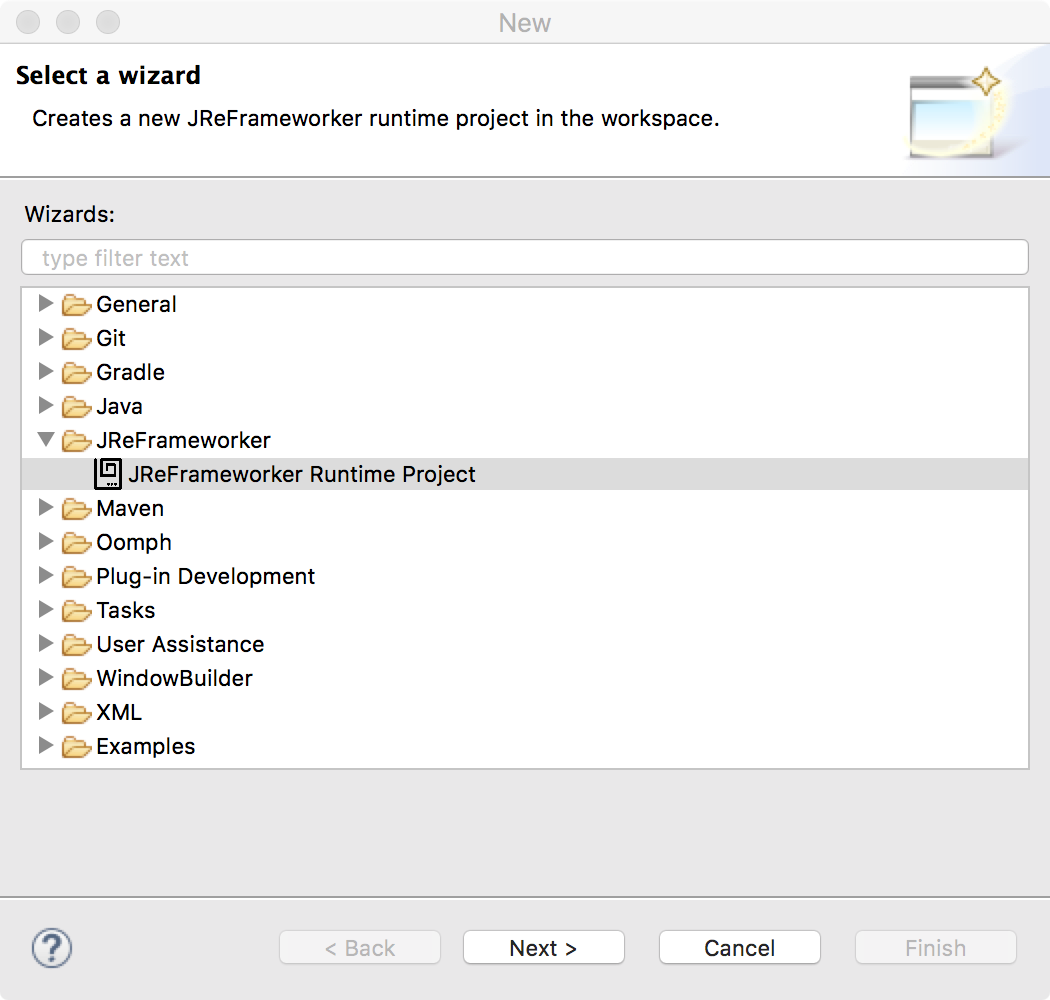 New
Select a wizard
Creates a new JReFrameworker runtime project in the workspace.
Wizards:
type filter text
General
Git
Gradle
Java
JReFrameworker
JReFrameworker Runtime Project
Maven
Oomph
Plug-in Development
Tasks
User Assistance
WindowBuilder
XML
Examples
? < Back Next > Cancel Finish